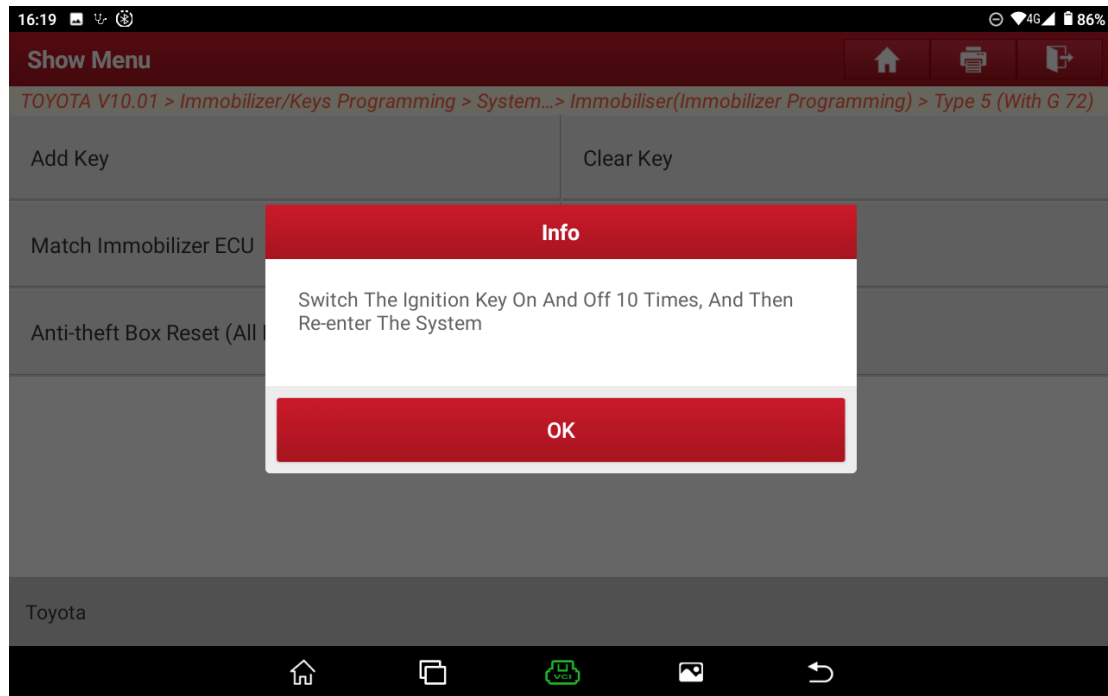 16:19 4G 86%
Show Menu
TOYOTA V10.01 > Immobilizer/Keys Programming > System...> Immobiliser(Immobilizer Programming) > Type 5 (With G 72)
Add Key Clear Key
Match Immobilizer ECU
Info
Switch The Ignition Key On And Off 10 Times, And Then
Re-enter The System
Anti-theft Box Reset (All
OK
Toyota
VCI